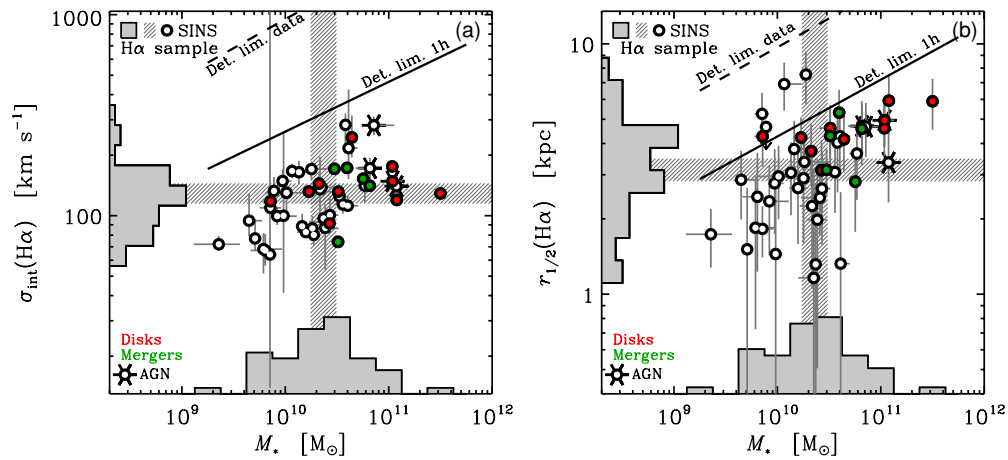 1000
(a)
SINS
Hα sample
Det. lim. data
Det. lim. 1h
σint(Hα) [km s−1]
100
Disks
Mergers
AGN
10^9
10^10
10^11
10^12
M* [M⊙]
10
(b)
SINS
Hα sample
Det. lim. data
Det. lim. 1h
r1/2(Hα) [kpc]
1
Disks
Mergers
AGN
10^9
10^10
10^11
10^12
M* [M⊙]